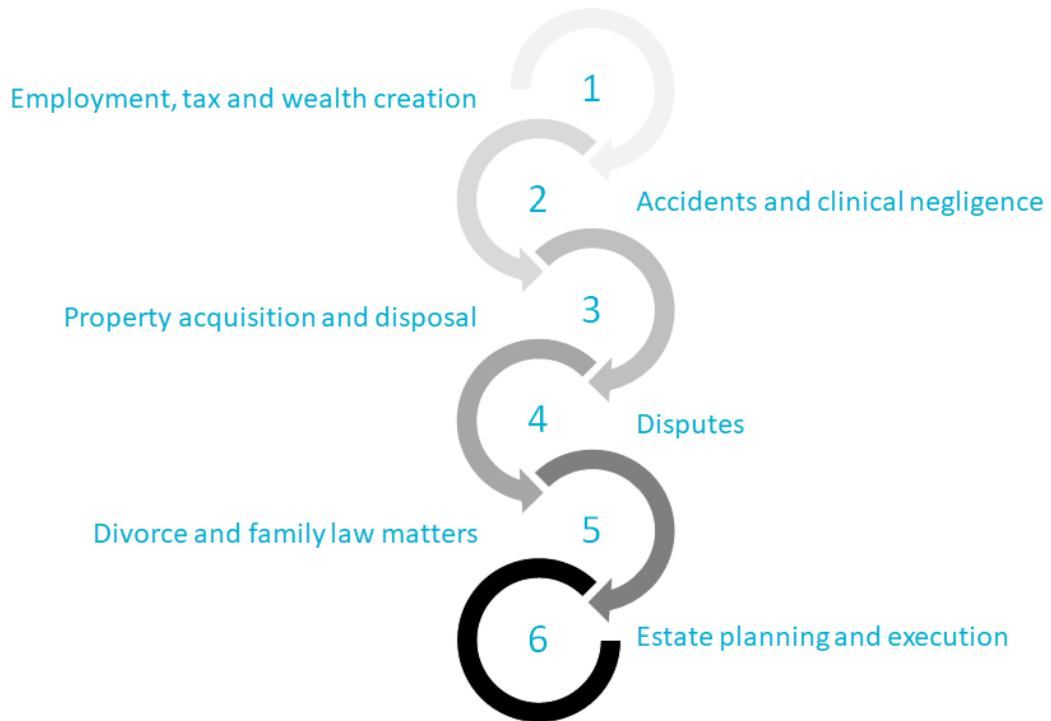 1
Employment, tax and wealth creation
2
Accidents and clinical negligence
3
Property acquisition and disposal
4
Disputes
5
Divorce and family law matters
6
Estate planning and execution